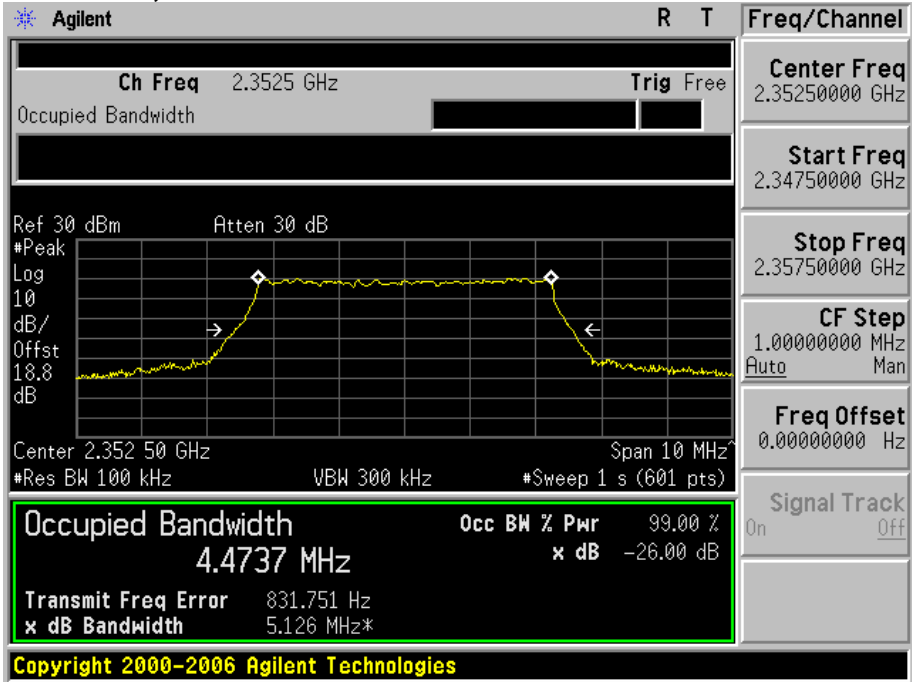 Agilent R T Freq/Channel
Ch Freq 2.3525 GHz Trig Free
Occupied Bandwidth
Center Freq
2.35250000 GHz
Start Freq
2.34750000 GHz
Stop Freq
2.35750000 GHz
CF Step
1.00000000 MHz
Auto Man
Freq Offset
0.00000000 Hz
Signal Track
On Off
Ref 30 dBm Atten 30 dB
#Peak
Log
10
dB/
Offst
18.8
dB
Center 2.352 50 GHz Span 10 MHz^
#Res BW 100 kHz VBW 300 kHz #Sweep 1 s (601 pts)
Occupied Bandwidth Occ BW % Pwr 99.00 %
4.4737 MHz x dB -26.00 dB
Transmit Freq Error 831.751 Hz
x dB Bandwidth 5.126 MHz*
Copyright 2000-2006 Agilent Technologies